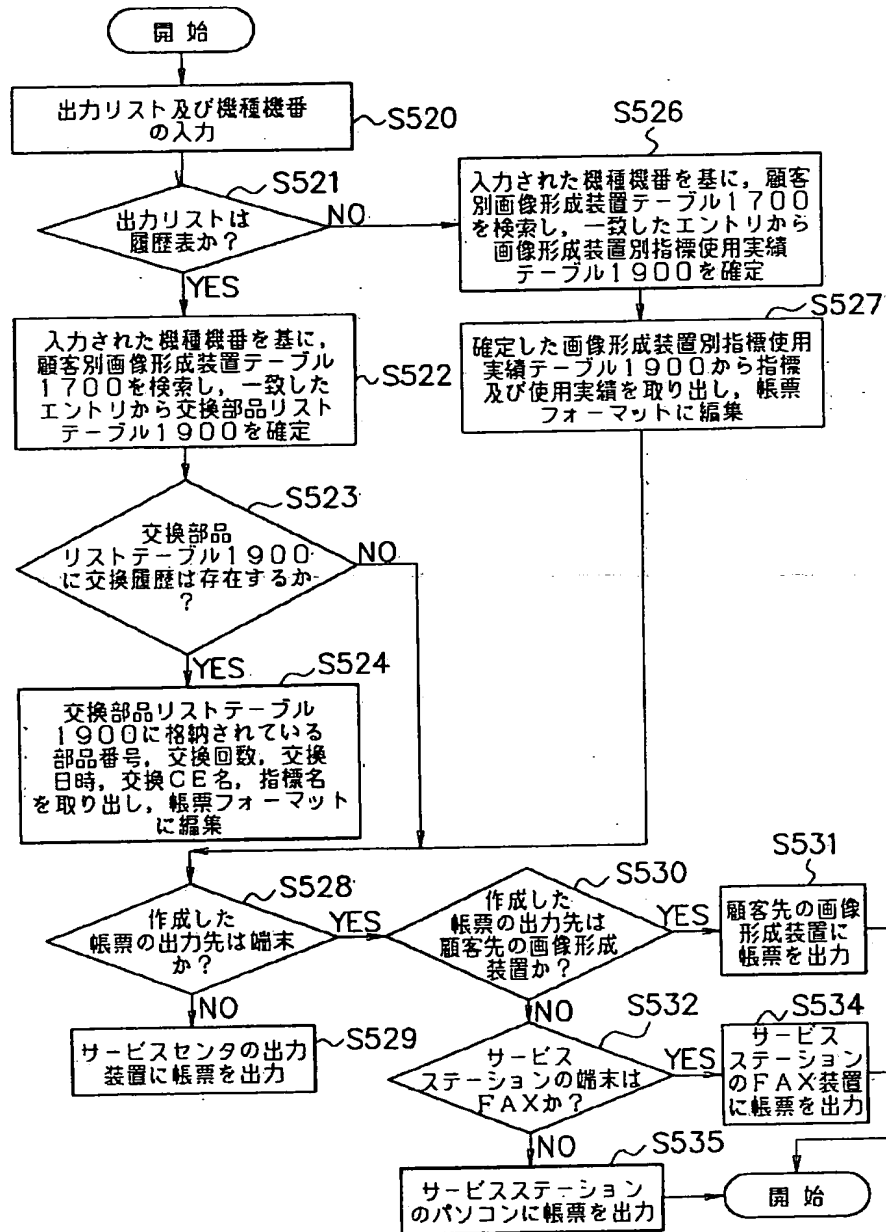 開始
出力リスト及び機種機番
の入力
S520
S521
出力リストは
履歴表か？
NO
YES
S526
入力された機種機番を基に，顧客
別画像形成装置テーブル１７００
を検索し，一致したエントリから
画像形成装置別指標使用実績
テーブル１９００を確定
S527
確定した画像形成装置別指標使用
実績テーブル１９００から指標
及び使用実績を取り出し，帳票
フォーマットに編集
入力された機種機番を基に，
顧客別画像形成装置テーブル
１７００を検索し，一致した
エントリから交換部品リスト
テーブル１９００を確定
S522
S523
交換部品
リストテーブル１９００
に交換履歴は存在するか
？
NO
YES
S524
交換部品リストテーブル
１９００に格納されている
部品番号，交換回数，交換
日時，交換ＣＥ名，指標名
を取り出し，帳票フォーマット
に編集
S528
作成した
帳票の出力先は端末
か？
YES
NO
サービスセンタの出力
装置に帳票を出力
S529
S530
作成した
帳票の出力先は
顧客先の画像形成
装置か？
YES
NO
S531
顧客先の画像
形成装置に
帳票を出力
S532
サービス
ステーションの端末は
ＦＡＸか？
YES
NO
S534
サービス
ステーション
のＦＡＸ装置
に帳票を出力
S535
サービスステーション
のパソコンに帳票を出力
開始